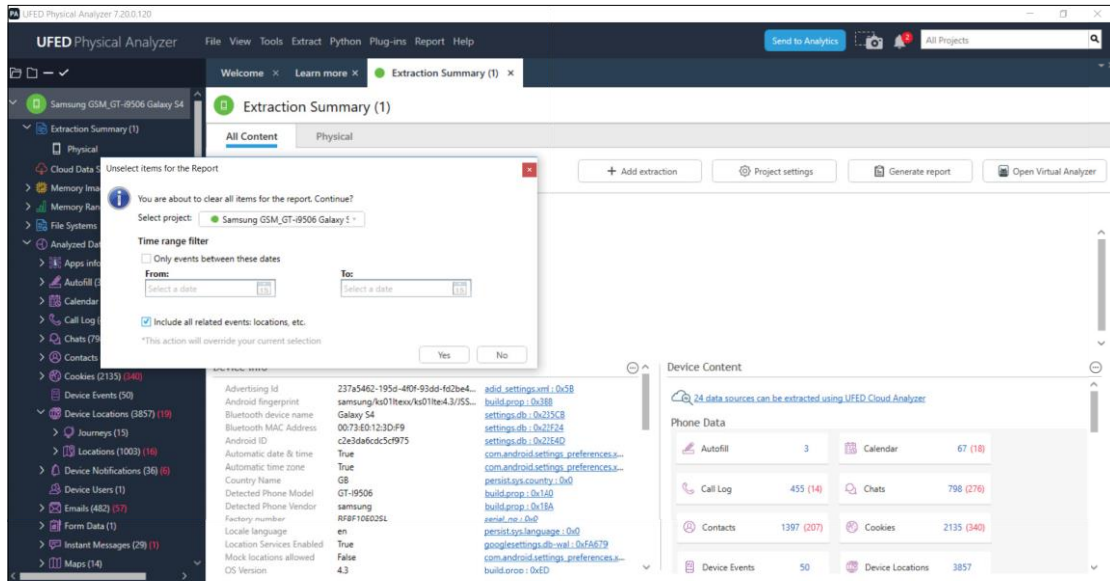 UFED Physical Analyzer 7.20.0.120
UFED Physical Analyzer
File View Tools Extract Python Plug-ins Report Help
Send to Analytics
2
All Projects
Welcome ×
Learn more ×
Extraction Summary (1) ×
Samsung GSM_GT-i9506 Galaxy S4
Extraction Summary (1)
Physical
Cloud Data S
Memory Ima
Memory Ran
File Systems
Analyzed Dat
Apps info
Autofill (3
Calendar
Call Log (
Chats (79
Contacts
Cookies (2135) (340)
Device Events (50)
Device Locations (3857) (19)
Journeys (15)
Locations (1003) (16)
Device Notifications (36) (6)
Device Users (1)
Emails (482) (57)
Form Data (1)
Instant Messages (29) (1)
Maps (14)
Extraction Summary (1)
All Content
Physical
+ Add extraction
Project settings
Generate report
Open Virtual Analyzer
Unselect items for the Report
You are about to clear all items for the report. Continue?
Select project:
Samsung GSM_GT-i9506 Galaxy S
Time range filter
Only events between these dates
From:
To:
Select a date
15
Select a date
15
Include all related events: locations, etc.
*This action will override your current selection
Yes
No
Device Info
Advertising Id 237a5462-195d-4f0f-93dd-fd2be4... adid_settings.xml : 0x5B
Android fingerprint samsung/ks01ltexx/ks01lte:4.3/JSS... build.prop : 0x3BB
Bluetooth device name Galaxy S4 settings.db : 0x235CB
Bluetooth MAC Address 00:73:E0:12:3D:F9 settings.db : 0x22F24
Android ID c2e3da6cdc5cf975 settings.db : 0x22E4D
Automatic date & time True com.android.settings_preferences.x...
Automatic time zone True com.android.settings_preferences.x...
Country Name GB persist.sys.country : 0x0
Detected Phone Model GT-I9506 build.prop : 0x1A0
Detected Phone Vendor samsung build.prop : 0x1BA
Factory number RF8F10E02SL serial_no : 0x0
Locale language en persist.sys.language : 0x0
Location Services Enabled True googlesettings.db-wal : 0xFA679
Mock locations allowed False com.android.settings_preferences.x...
OS Version 4.3 build.prop : 0xED
Device Content
24 data sources can be extracted using UFED Cloud Analyzer
Phone Data
Autofill 3
Calendar 67 (18)
Call Log 455 (14)
Chats 798 (276)
Contacts 1397 (207)
Cookies 2135 (340)
Device Events 50
Device Locations 3857